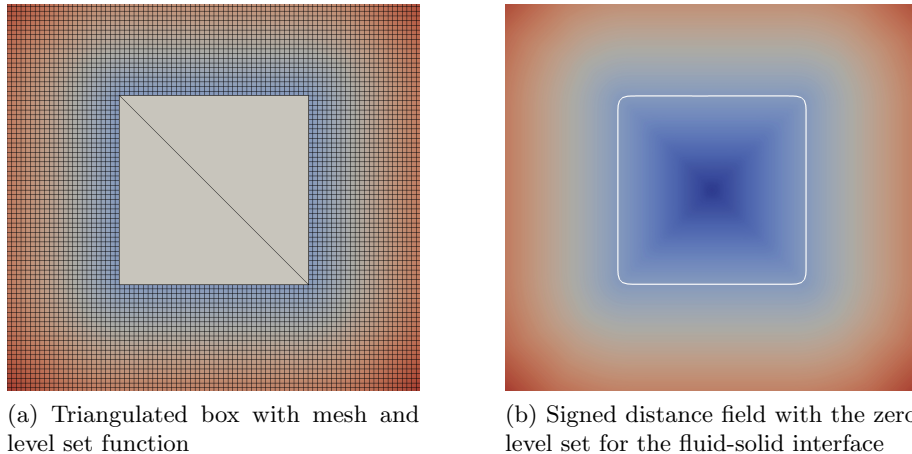 (a) Triangulated box with mesh and
level set function
(b) Signed distance field with the zero
level set for the fluid-solid interface